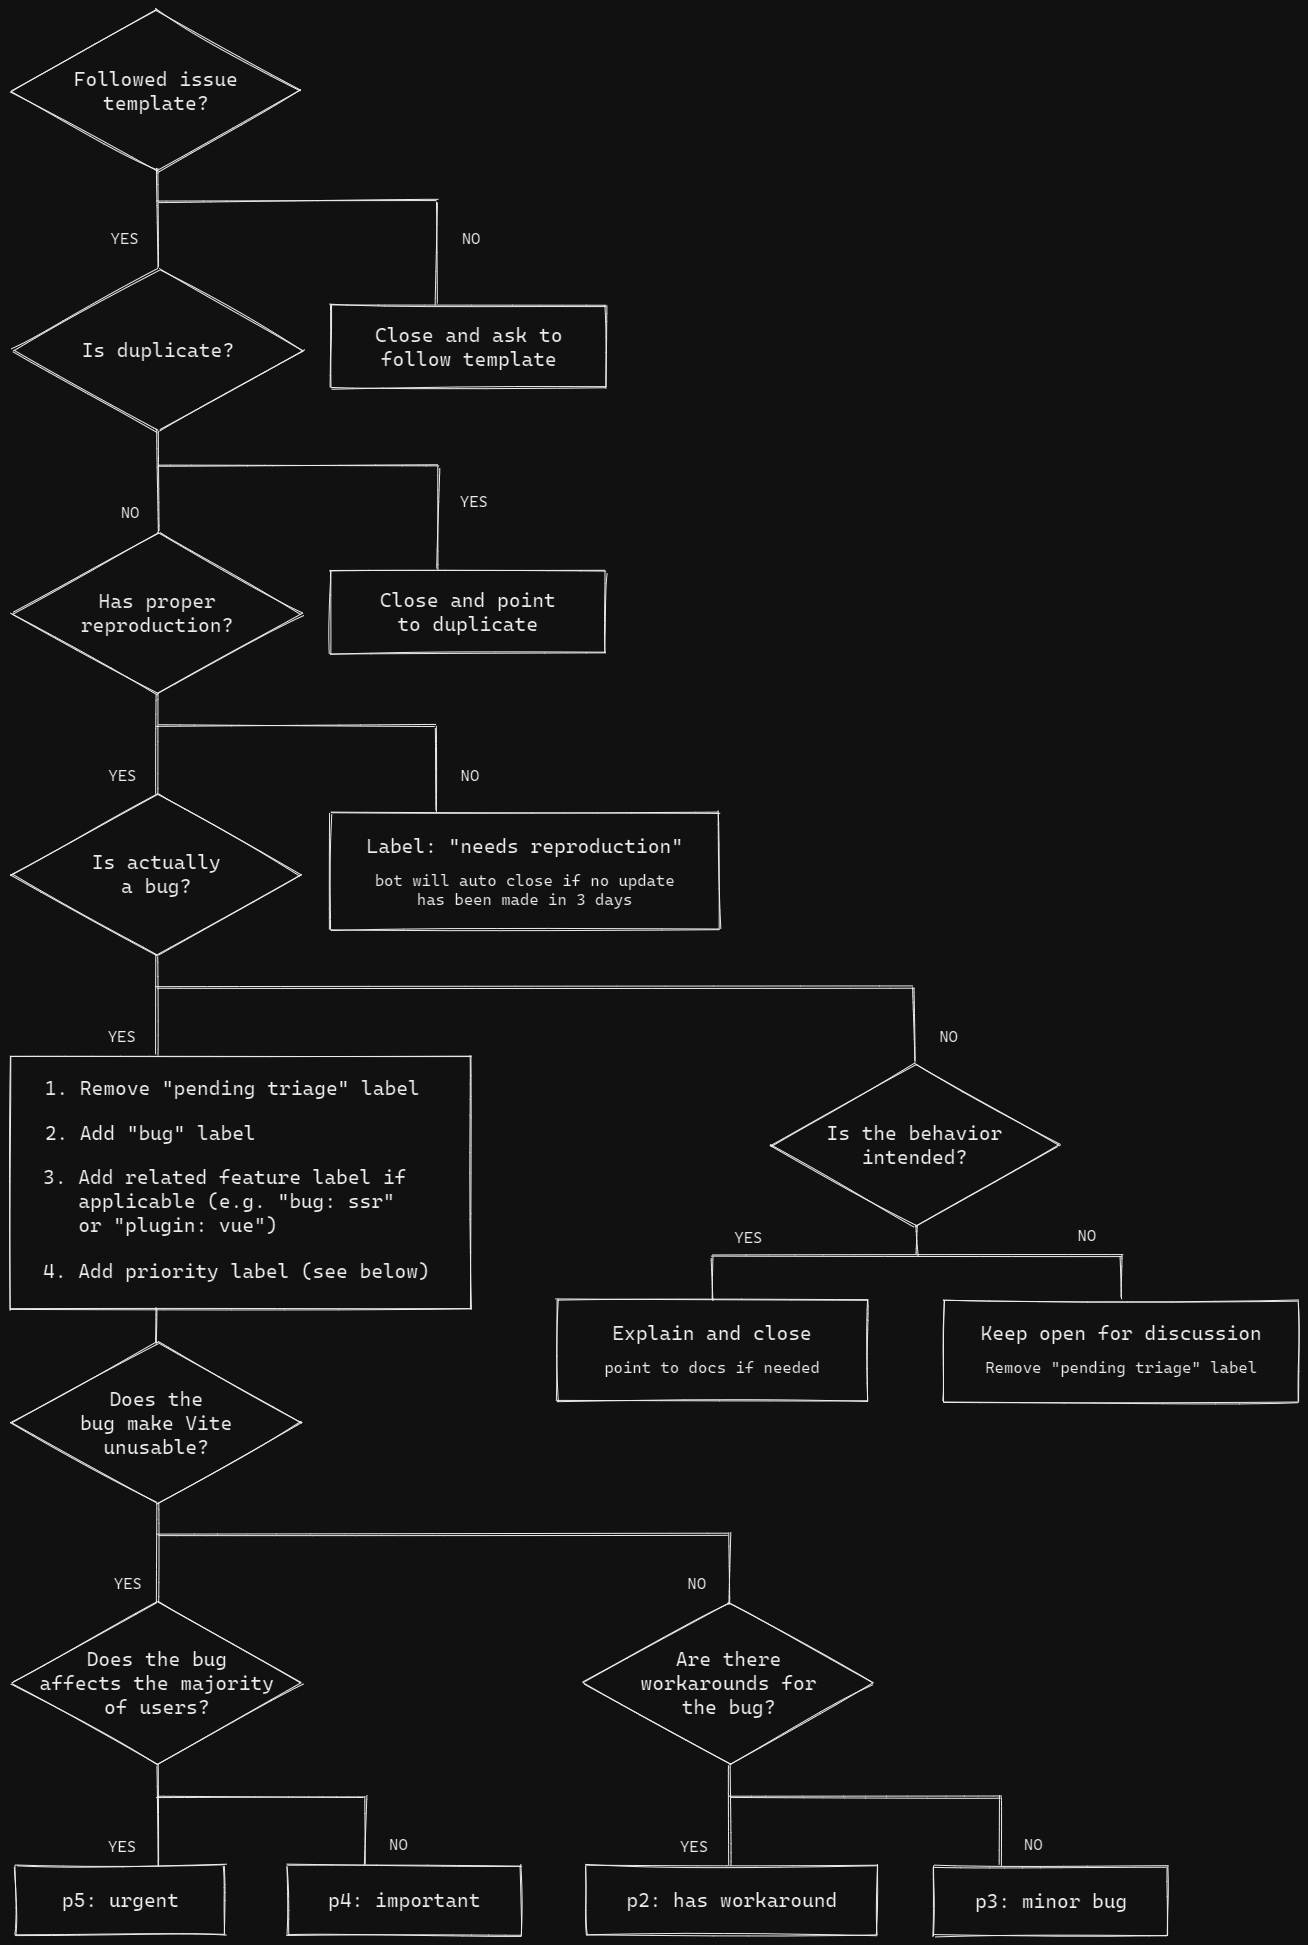 Followed issue
template?
YES
NO
Is duplicate?
Close and ask to
follow template
NO
YES
Has proper
reproduction?
Close and point
to duplicate
YES
NO
Is actually
a bug?
Label: "needs reproduction"
bot will auto close if no update
has been made in 3 days
YES
NO
1. Remove "pending triage" label
2. Add "bug" label
3. Add related feature label if
applicable (e.g. "bug: ssr"
or "plugin: vue")
4. Add priority label (see below)
Is the behavior
intended?
YES
NO
Explain and close
point to docs if needed
Keep open for discussion
Remove "pending triage" label
Does the
bug make Vite
unusable?
YES
NO
Does the bug
affects the majority
of users?
Are there
workarounds for
the bug?
YES
NO
YES
NO
p5: urgent
p4: important
p2: has workaround
p3: minor bug